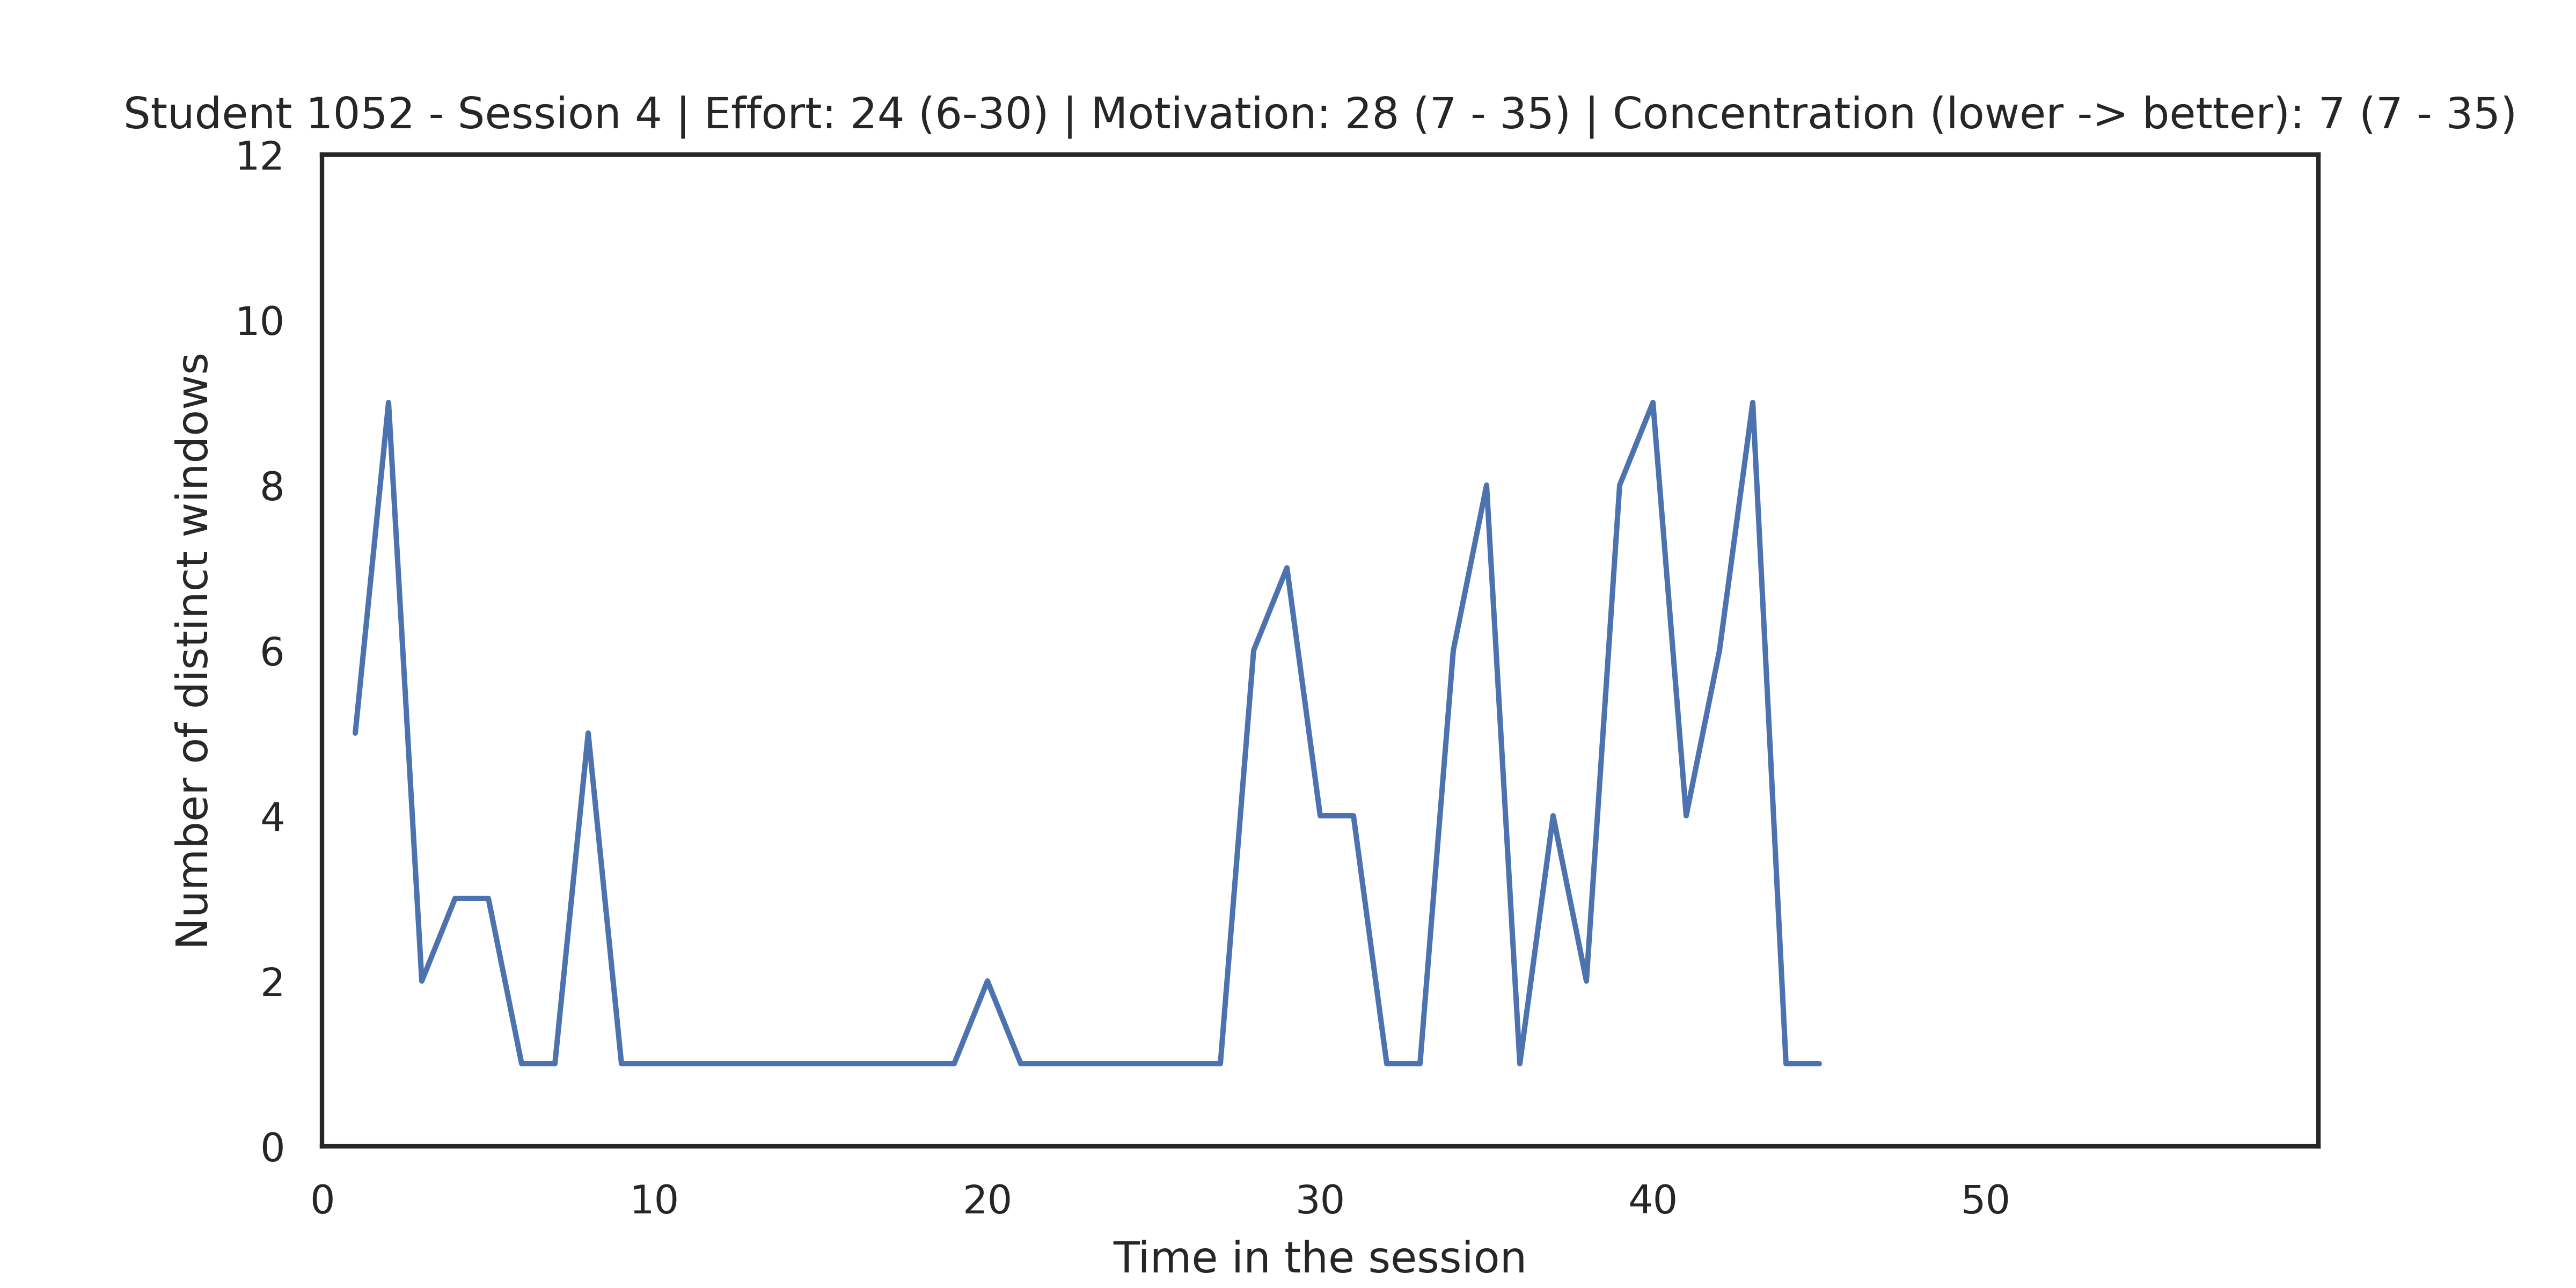 Student 1052 - Session 4 | Effort: 24 (6-30) | Motivation: 28 (7 - 35) | Concentration (lower -> better): 7 (7 - 35)
12
10
8
6
4
2
0
Number of distinct windows
0 10 20 30 40 50
Time in the session